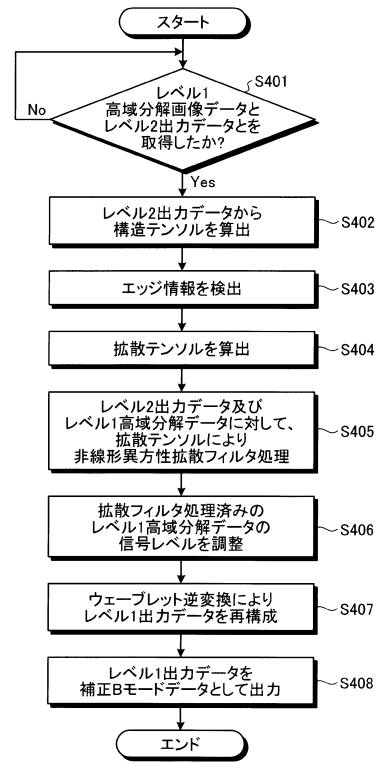 スタート
S401
レベル1
高域分解画像データと
レベル2出力データとを
取得したか?
No
Yes
レベル2出力データから
構造テンソルを算出
S402
エッジ情報を検出
S403
拡散テンソルを算出
S404
レベル2出力データ及び
レベル1高域分解データに対して、
拡散テンソルにより
非線形異方性拡散フィルタ処理
S405
拡散フィルタ処理済みの
レベル1高域分解データの
信号レベルを調整
S406
ウェーブレット逆変換により
レベル1出力データを再構成
S407
レベル1出力データを
補正Bモードデータとして出力
S408
エンド